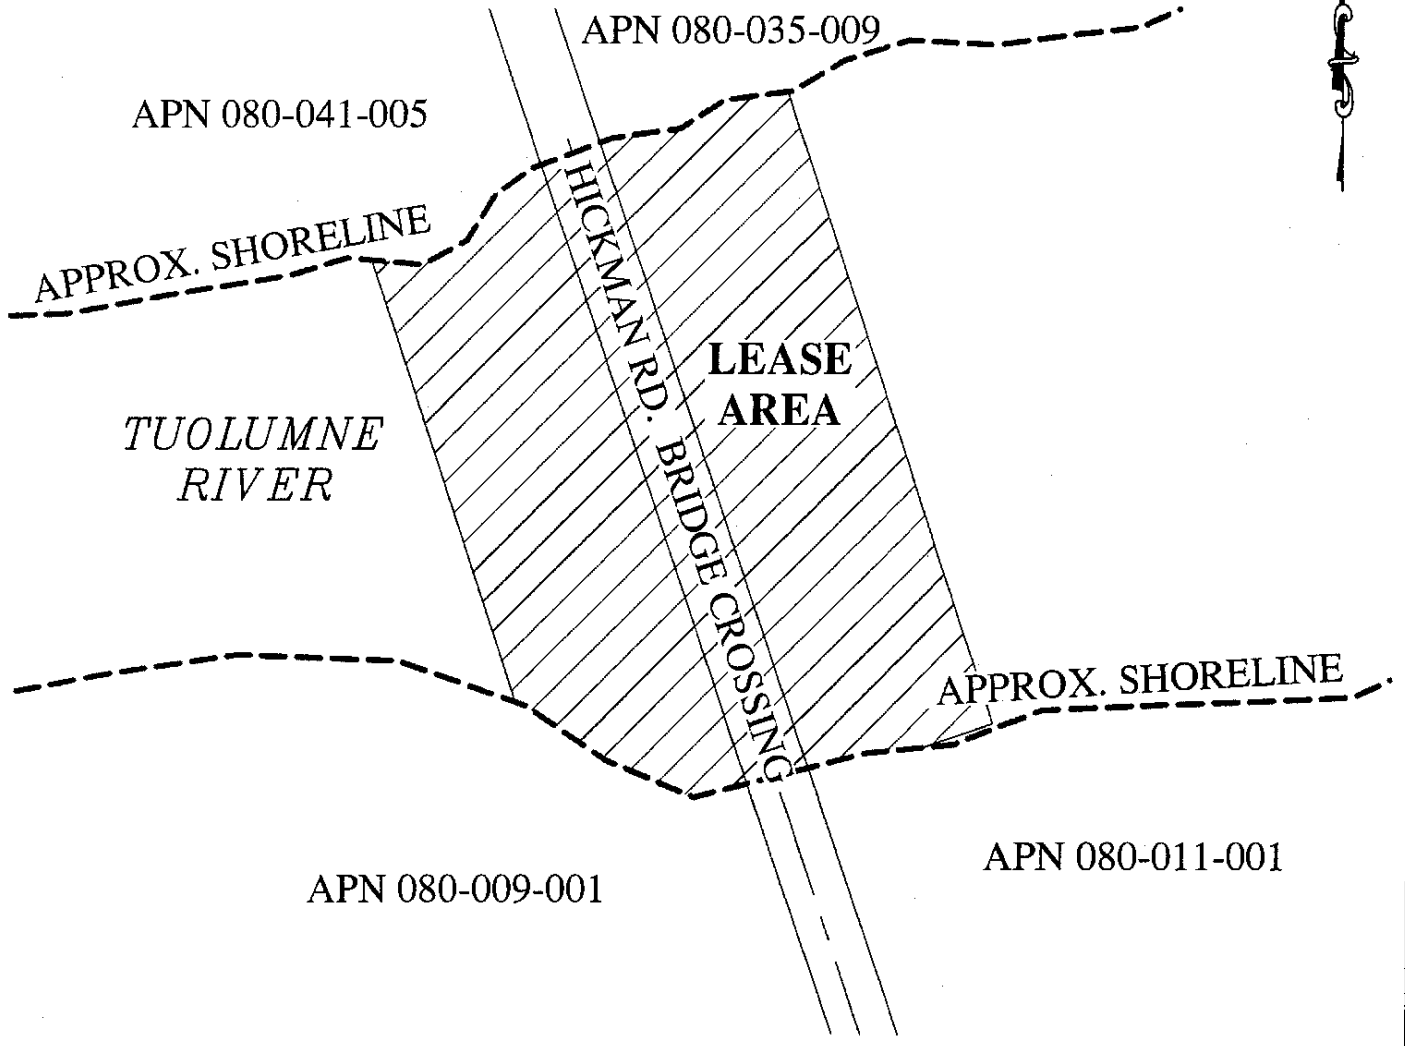 APN 080-035-009
APN 080-041-005
APPROX. SHORELINE
HICKMAN RD. BRIDGE CROSSING
LEASE
AREA
TUOLUMNE
RIVER
APPROX. SHORELINE
APN 080-011-001
APN 080-009-001